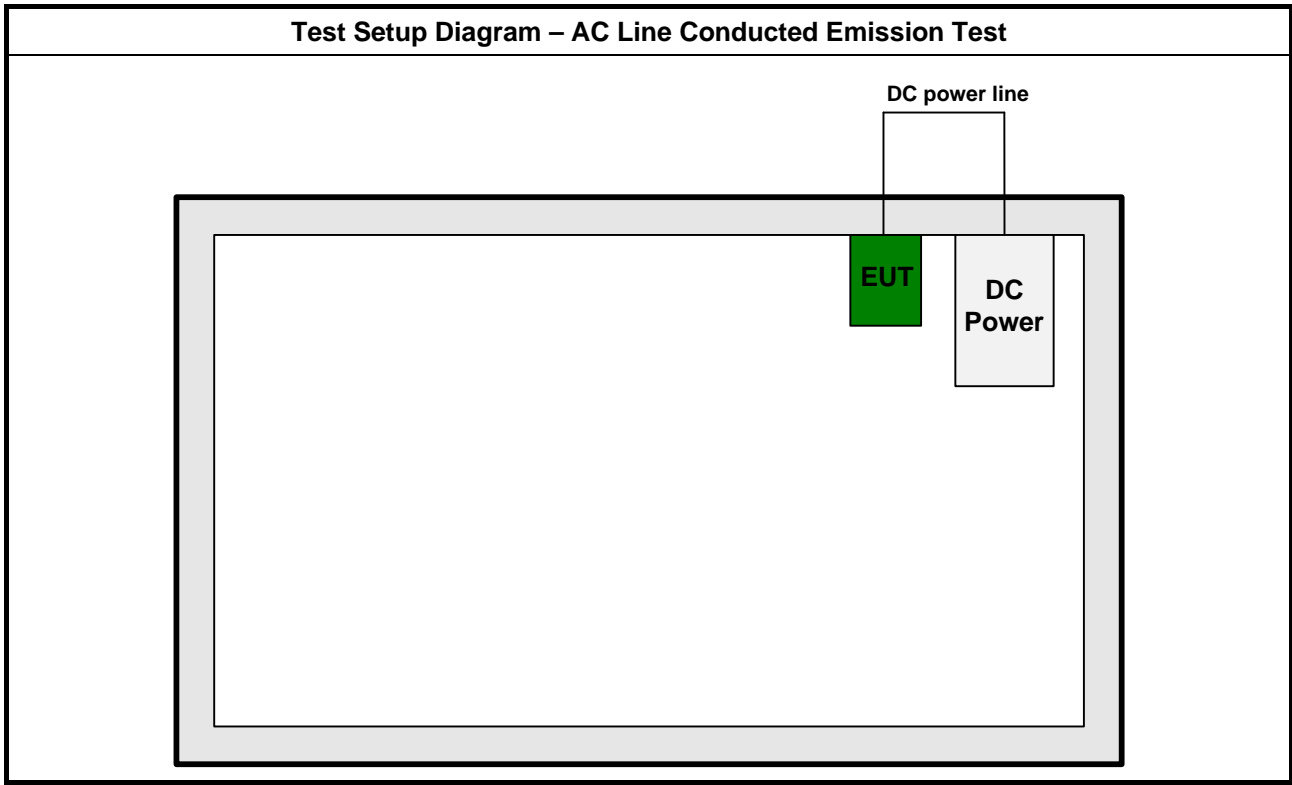 Test Setup Diagram – AC Line Conducted Emission Test
DC power line
EUT
DC
Power